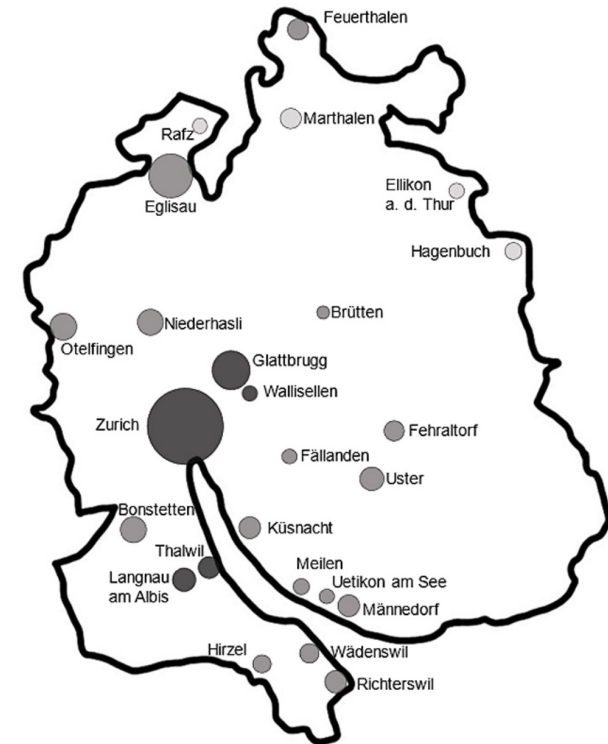 Feuerthalen
Marthalen
Rafz
Ellikon
a. d. Thur
Eglisau
Hagenbuch
Brütten
Niederhasli
Otelfingen
Glattbrugg
Wallisellen
Zurich
Fehraltorf
Fällanden
Uster
Bonstetten
Küsnacht
Thalwil
Langnau
am Albis
Meilen
Uetikon am See
Männedorf
Hirzel
Wädenswil
Richterswil